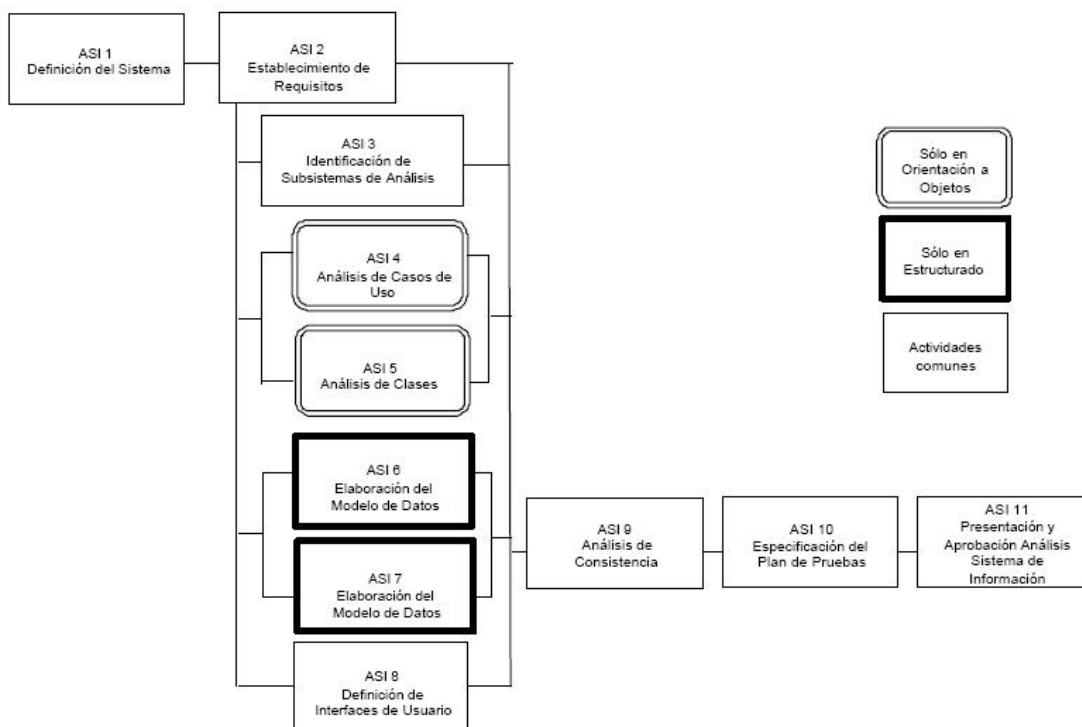 ASI 1
Definición del Sistema
ASI 2
Establecimiento de
Requisitos
ASI 3
Identificación de
Subsistemas de Análisis
Sólo en
Orientación a
Objetos
ASI 4
Análisis de Casos de
Uso
Sólo en
Estructurado
ASI 5
Análisis de Clases
Actividades
comunes
ASI 6
Elaboración del
Modelo de Datos
ASI 7
Elaboración del
Modelo de Datos
ASI 8
Definición de
Interfaces de Usuario
ASI 9
Análisis de
Consistencia
ASI 10
Especificación del
Plan de Pruebas
ASI 11
Presentación y
Aprobación Análisis
Sistema de
Información